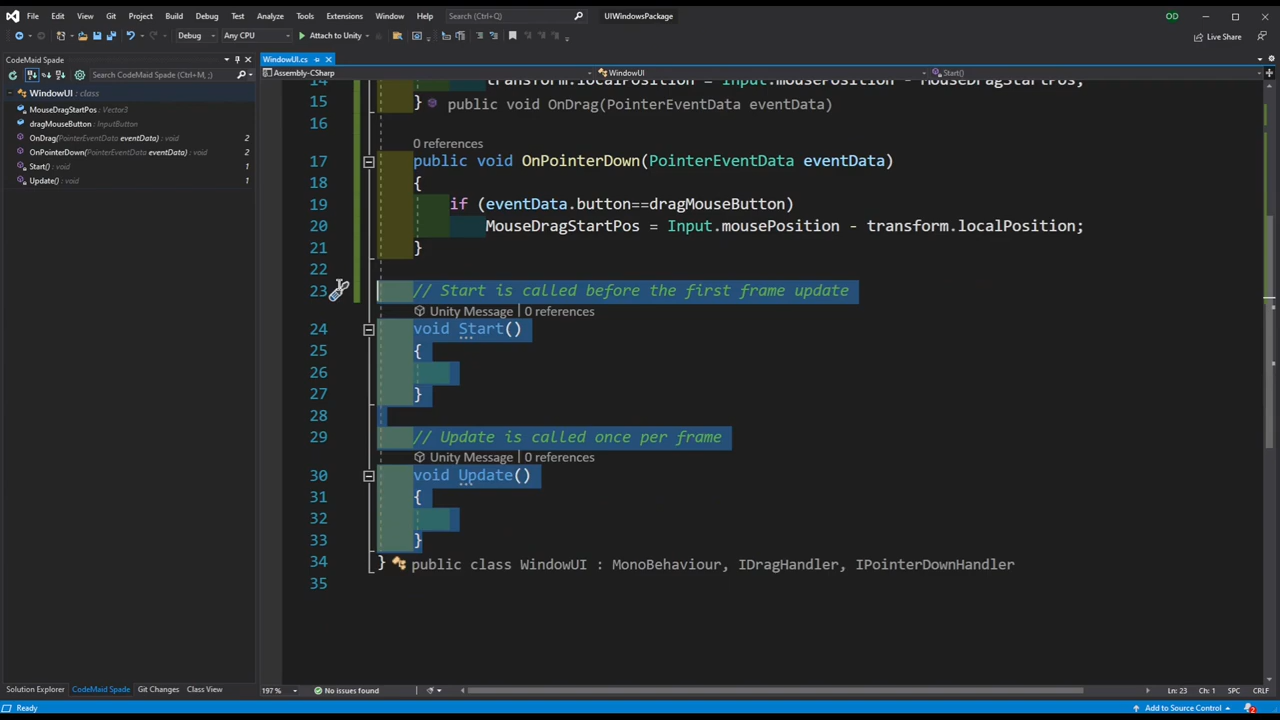 File Edit View Git Project Build Debug Test Analyze Tools Extensions Window Help Search (Ctrl+Q) UIWindowsPackage OD
Debug Any CPU Attach to Unity Live Share
CodeMaid Spade
Search CodeMaid Spade (Ctrl+M, ;)
WindowUI : class
MouseDragStartPos : Vector3
dragMouseButton : InputButton
OnDrag(PointerEventData eventData) : void 2
OnPointerDown(PointerEventData eventData) : void 2
Start() : void 1
Update() : void 1
WindowUI.cs
Assembly-CSharp WindowUI Start()
14 transform.localPosition = Input.mousePosition - MouseDragStartPos;
15 } public void OnDrag(PointerEventData eventData)
16
0 references
17 public void OnPointerDown(PointerEventData eventData)
18 {
19 if (eventData.button==dragMouseButton)
20 MouseDragStartPos = Input.mousePosition - transform.localPosition;
21 }
22
23 // Start is called before the first frame update
Unity Message | 0 references
24 void Start()
25 {
26
27 }
28
29 // Update is called once per frame
Unity Message | 0 references
30 void Update()
31 {
32
33 }
34 } public class WindowUI : MonoBehaviour, IDragHandler, IPointerDownHandler
35
Solution Explorer CodeMaid Spade Git Changes Class View
197 % No issues found Ln: 23 Ch: 1 SPC CRLF
Ready Add to Source Control 2